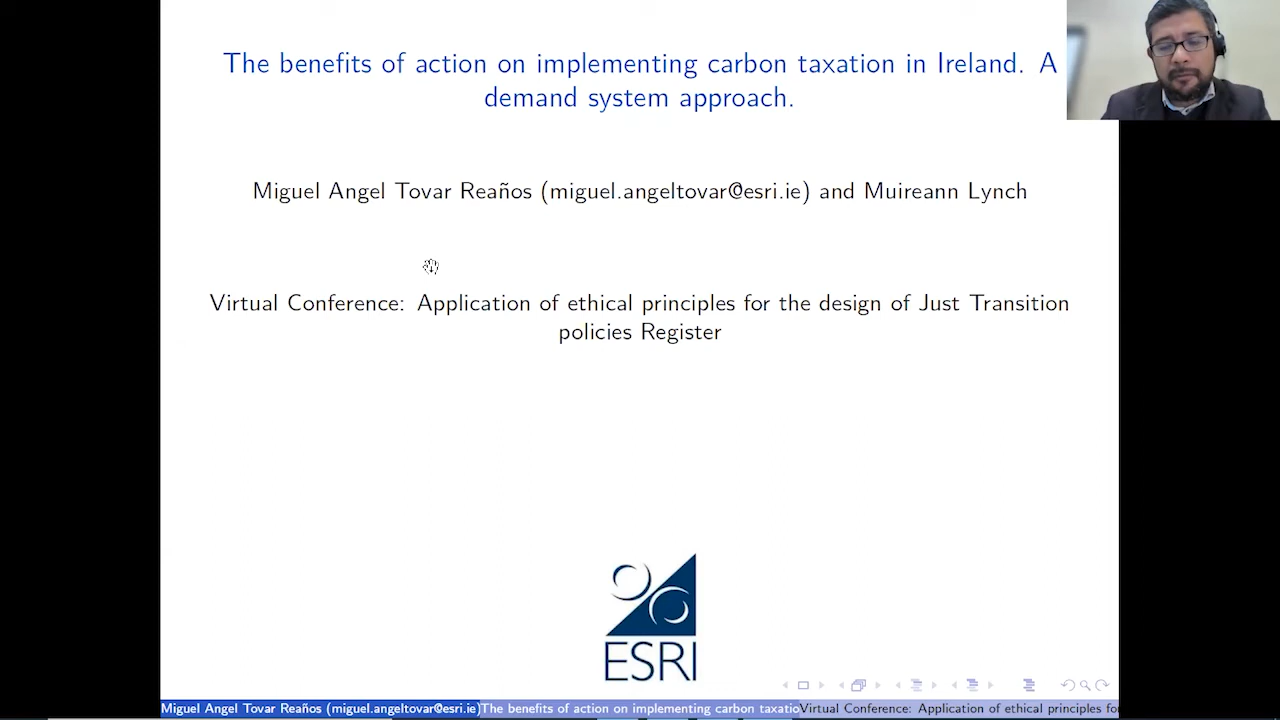 The benefits of action on implementing carbon taxation in Ireland. A
demand system approach.
Miguel Angel Tovar Reaños (miguel.angeltovar@esri.ie) and Muireann Lynch
Virtual Conference: Application of ethical principles for the design of Just Transition
policies Register
ESRI
Miguel Angel Tovar Reaños (miguel.angeltovar@esri.ie)
The benefits of action on implementing carbon taxatio
Virtual Conference: Application of ethical principles fo